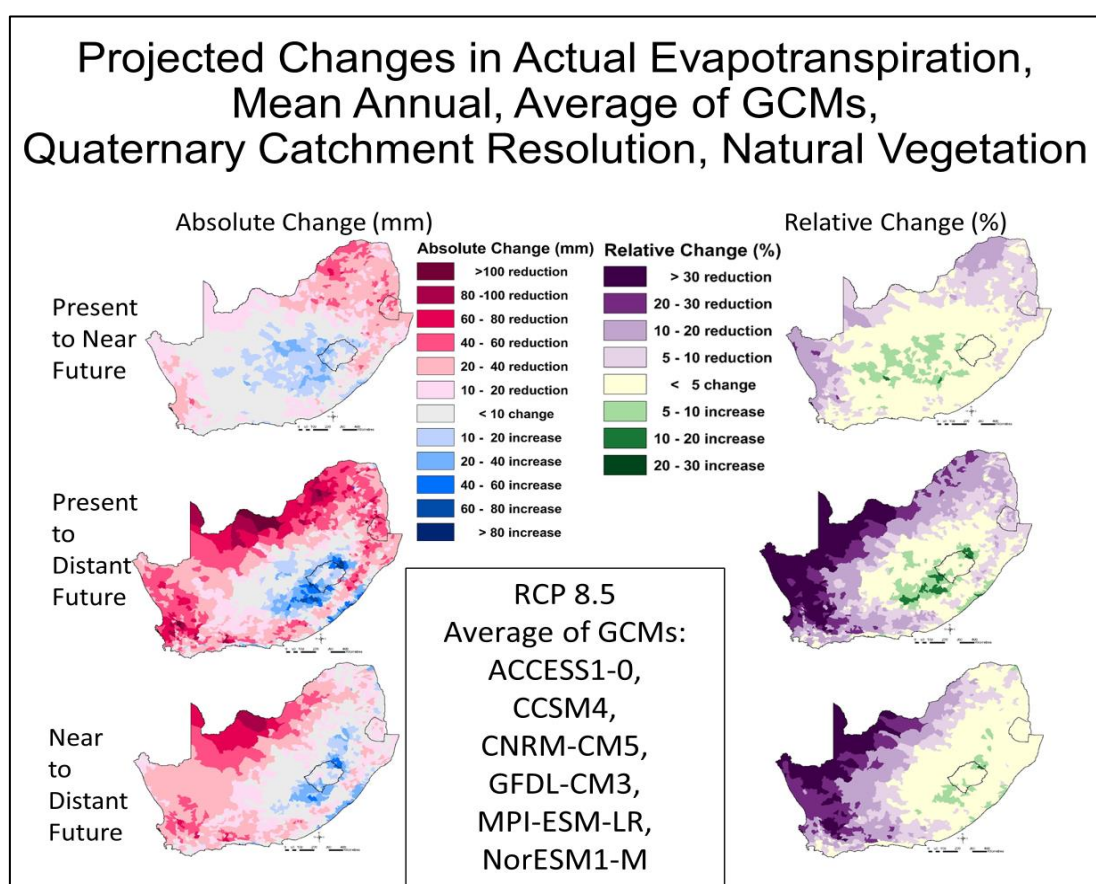 Projected Changes in Actual Evapotranspiration,
Mean Annual, Average of GCMs,
Quaternary Catchment Resolution, Natural Vegetation
Absolute Change (mm)
Relative Change (%)
Present
to Near
Future
Absolute Change (mm)
>100 reduction
80 -100 reduction
60 - 80 reduction
40 - 60 reduction
20 - 40 reduction
10 - 20 reduction
< 10 change
10 - 20 increase
20 - 40 increase
40 - 60 increase
60 - 80 increase
> 80 increase
Relative Change (%)
> 30 reduction
20 - 30 reduction
10 - 20 reduction
5 - 10 reduction
< 5 change
5 - 10 increase
10 - 20 increase
20 - 30 increase
Present
to
Distant
Future
Near
to
Distant
Future
RCP 8.5
Average of GCMs:
ACCESS1-0,
CCSM4,
CNRM-CM5,
GFDL-CM3,
MPI-ESM-LR,
NorESM1-M